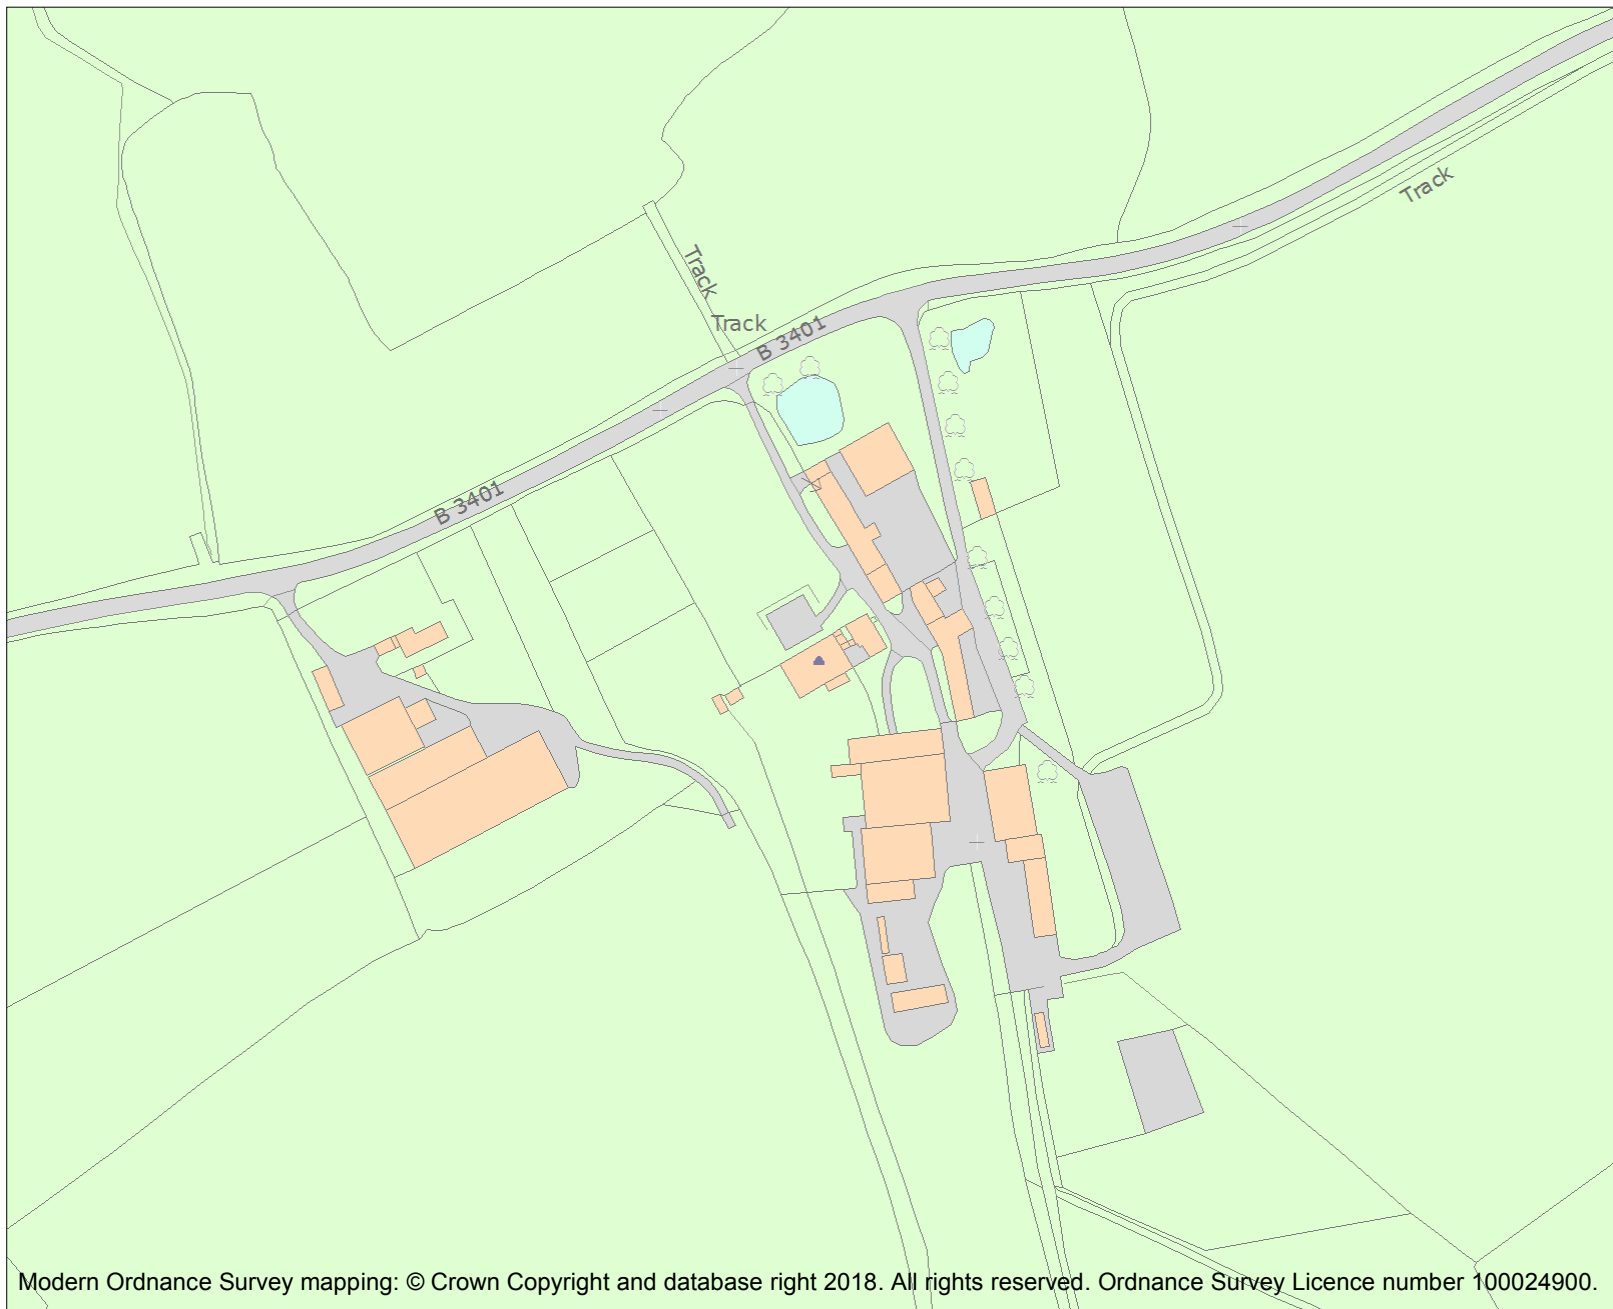 Track
Track
Track
B 3401
B 3401
Modern Ordnance Survey mapping: © Crown Copyright and database right 2018. All rights reserved. Ordnance Survey Licence number 100024900.